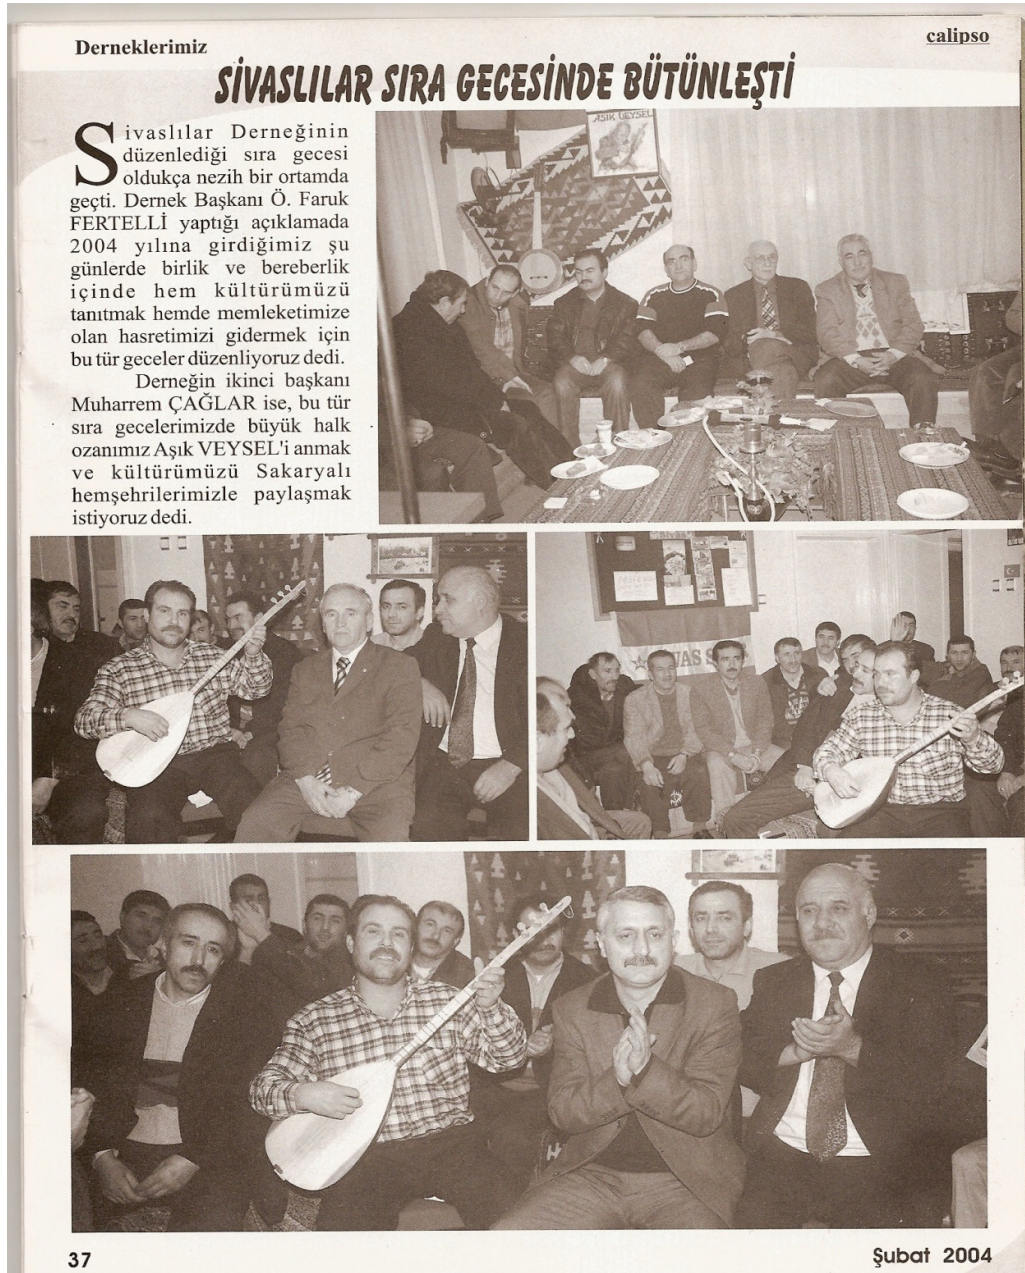 Derneklerimiz
calipso
SİVASLILAR SIRA GECESİNDE BÜTÜNLEŞTİ
Sivaslılar Derneğinin
düzenlediği sıra gecesi
oldukça nezih bir ortamda
geçti. Dernek Başkanı Ö. Faruk
FERTELLİ yaptığı açıklamada
2004 yılına girdiğimiz şu
günlerde birlik ve bereberlik
içinde hem kültürümüzü
tanıtmak hemde memleketimize
olan hasretimizi gidermek için
bu tür geceler düzenliyoruz dedi.
Derneğin ikinci başkanı
Muharrem ÇAĞLAR ise, bu tür
sıra gecelerimizde büyük halk
ozanımız Aşık VEYSEL'i anmak
ve kültürümüzü Sakaryalı
hemşehrilerimizle paylaşmak
istiyoruz dedi.
AŞIK VEYSEL
37
Şubat 2004